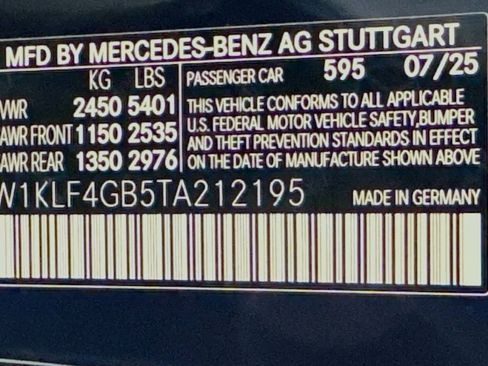 MFD BY MERCEDES-BENZ AG STUTTGART
KG LBS PASSENGER CAR 595 07/25
VWR 2450 5401 THIS VEHICLE CONFORMS TO ALL APPLICABLE
AWR FRONT 1150 2535 U.S. FEDERAL MOTOR VEHICLE SAFETY, BUMPER
AND THEFT PREVENTION STANDARDS IN EFFECT
AWR REAR 1350 2976 ON THE DATE OF MANUFACTURE SHOWN ABOVE
W1KLF4GB5TA212195 MADE IN GERMANY